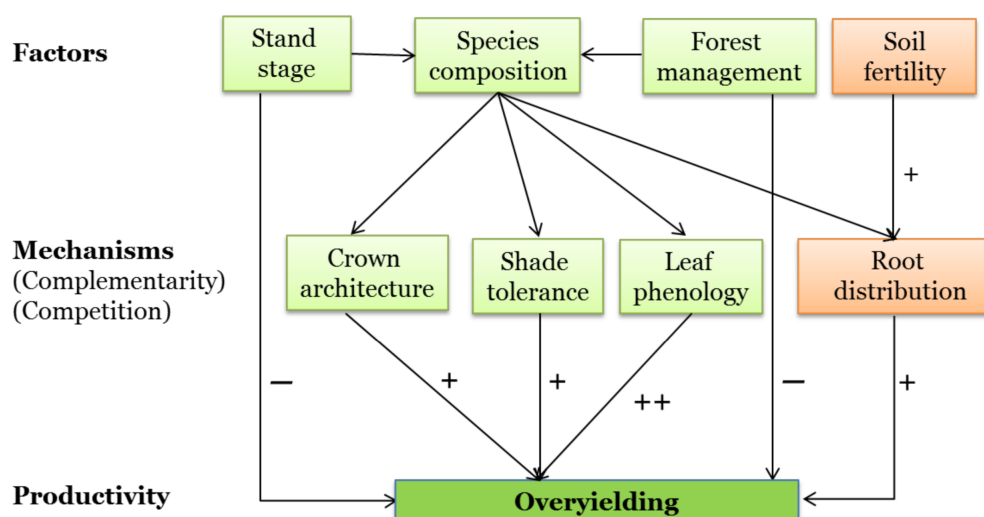 Factors
Stand
stage
Species
composition
Forest
management
Soil
fertility
+
Mechanisms
(Complementarity)
(Competition)
Crown
architecture
Shade
tolerance
Leaf
phenology
Root
distribution
−
+
+
++
−
+
Productivity
Overyielding